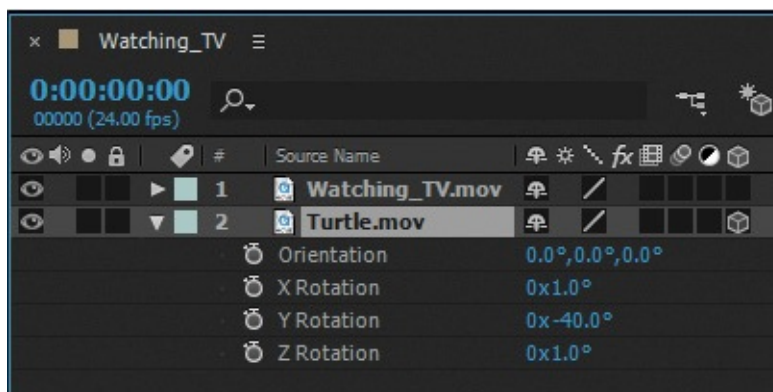 Watching_TV
0:00:00:00
00000 (24.00 fps)
# Source Name fx
1 Watching_TV.mov
2 Turtle.mov
Orientation 0.0°,0.0°,0.0°
X Rotation 0x1.0°
Y Rotation 0x-40.0°
Z Rotation 0x1.0°